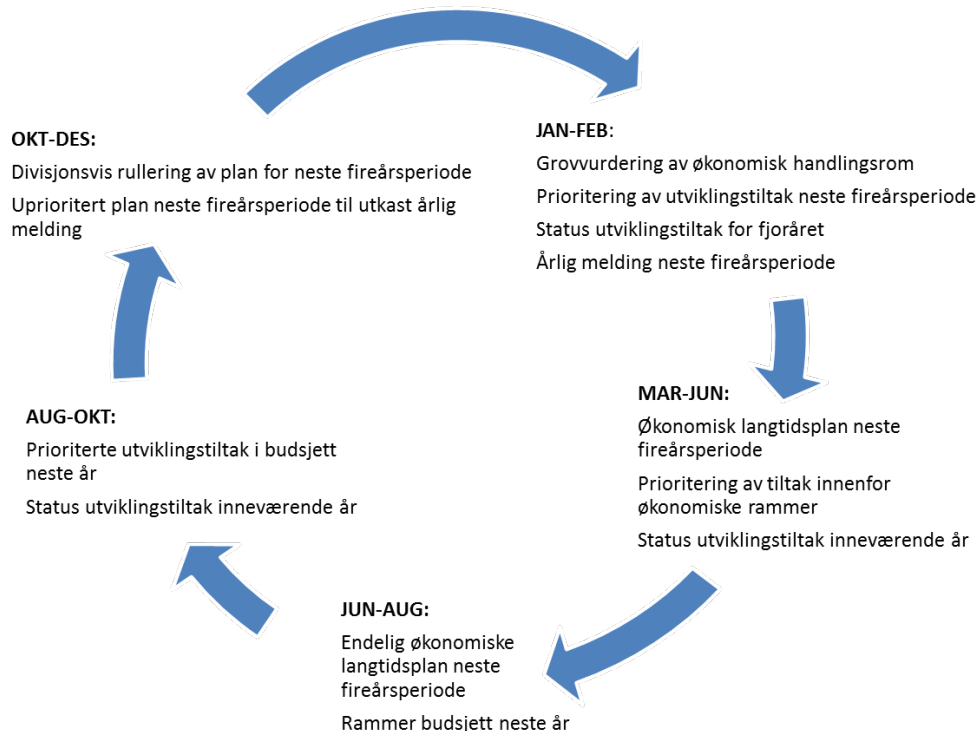 OKT-DES:
Divisjonsvis rullering av plan for neste fireårsperiode
Uprioritert plan neste fireårsperiode til utkast årlig
melding
JAN-FEB:
Grovvurdering av økonomisk handlingsrom
Prioritering av utviklingstiltak neste fireårsperiode
Status utviklingstiltak for fjoråret
Årlig melding neste fireårsperiode
MAR-JUN:
Økonomisk langtidsplan neste
fireårsperiode
Prioritering av tiltak innenfor
økonomiske rammer
Status utviklingstiltak inneværende år
JUN-AUG:
Endelig økonomiske
langtidsplan neste
fireårsperiode
Rammer budsjett neste år
AUG-OKT:
Prioriterte utviklingstiltak i budsjett
neste år
Status utviklingstiltak inneværende år